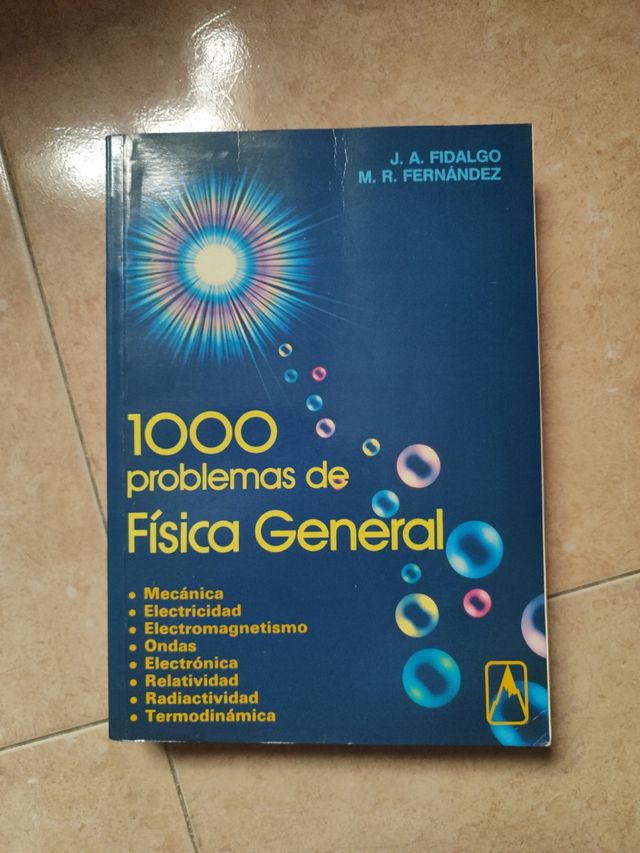 J. A. FIDALGO
M. R. FERNÁNDEZ
1000
problemas de
Física General
• Mecánica
• Electricidad
• Electromagnetismo
• Ondas
• Electrónica
• Relatividad
• Radiactividad
• Termodinámica